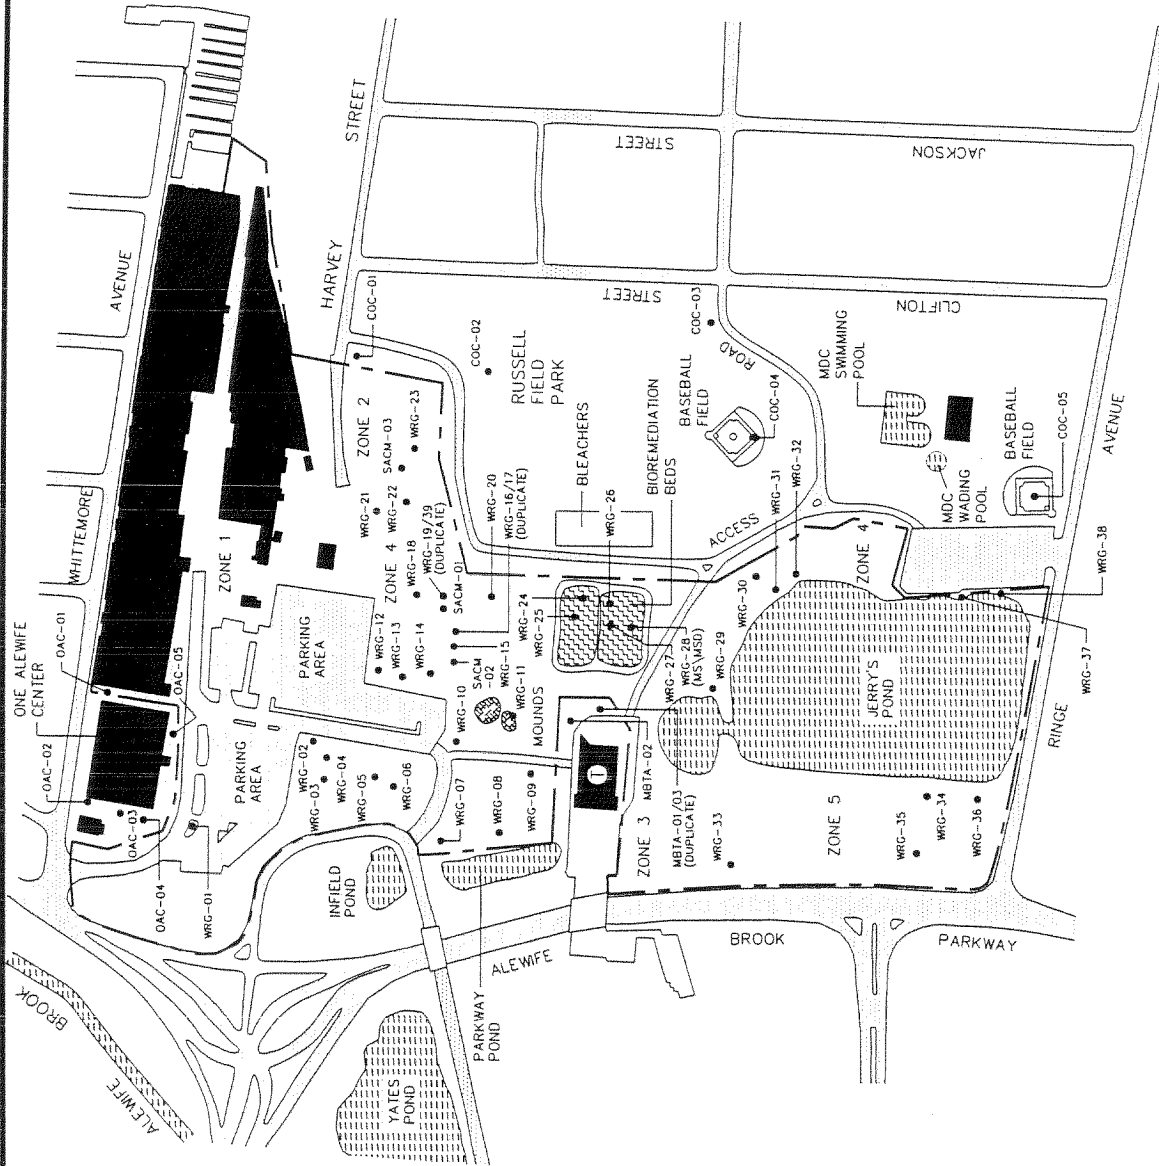 ONE ALEWIFE
CENTER
OAC-02
OAC-01
WHITTEMORE
AVENUE
OAC-03
OAC-04
WRG-01
OAC-05
PARKING
AREA
ZONE 1
PARKING
AREA
HARVEY
STREET
COC-01
ZONE 2
WRG-21
WRG-22
SACM-03
WRG-23
ZONE 4
WRG-18
WRG-19/39
(DUPLICATE)
SACM-01
WRG-12
WRG-13
WRG-14
WRG-02
WRG-03
WRG-04
WRG-05
WRG-06
WRG-07
WRG-08
WRG-09
WRG-10
SACM
-02
WRG-15
WRG-11
MOUNDS
WRG-20
WRG-16/17
(DUPLICATE)
COC-02
RUSSELL
FIELD
PARK
BLEACHERS
WRG-24
WRG-25
WRG-26
BIOREMEDIATION
BEDS
WRG-27
WRG-28
(MS\MSD)
WRG-29
BASEBALL
FIELD
COC-03
COC-04
ACCESS
ROAD
STREET
STREET
JACKSON
CLIFTON
WRG-30
WRG-31
WRG-32
INFIELD
POND
PARKWAY
POND
YATES
POND
ALEWIFE
BROOK
ALEWIFE
BROOK
PARKWAY
1
ZONE 3
MBTA-02
MBTA-01/03
(DUPLICATE)
WRG-33
ZONE 5
WRG-35
WRG-34
WRG-36
JERRY'S
POND
ZONE 4
MDC
SWIMMING
POOL
MDC
WADING
POOL
BASEBALL
FIELD
COC-05
WRG-38
WRG-37
RINGE
AVENUE